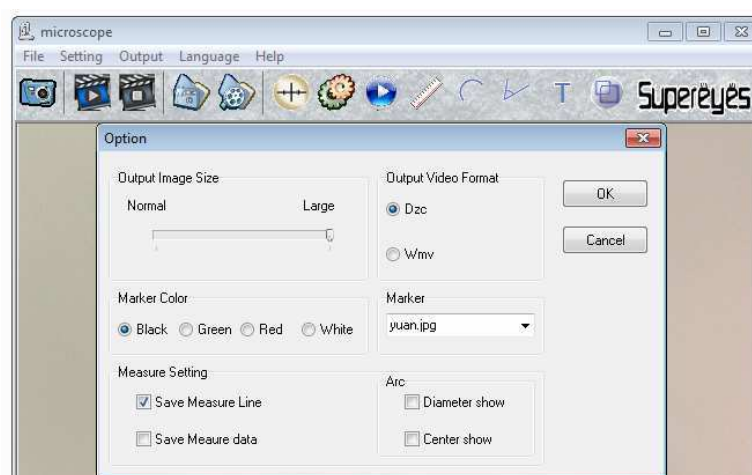 microscope
File Setting Output Language Help
T Supereyes
Option
Output Image Size
Normal Large
Output Video Format
Dzc
Wmv
OK
Cancel
Marker Color
Black Green Red White
Marker
yuan.jpg
Measure Setting
Save Measure Line
Save Meaure data
Arc
Diameter show
Center show